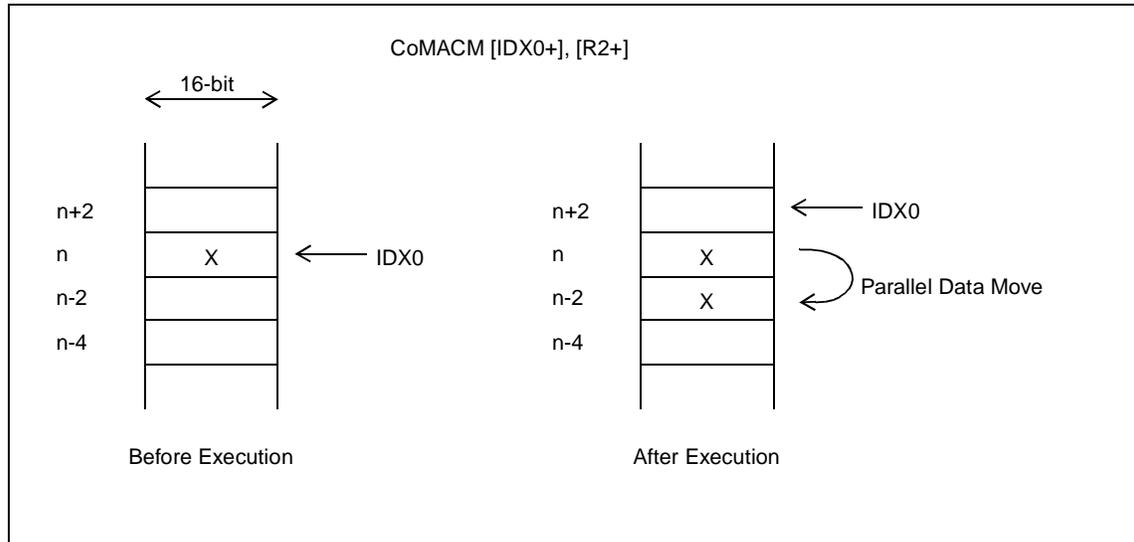 CoMACM [IDX0+], [R2+]
16-bit
n+2
n X IDX0
n-2
n-4
Before Execution
n+2 IDX0
n X
n-2 X Parallel Data Move
n-4
After Execution